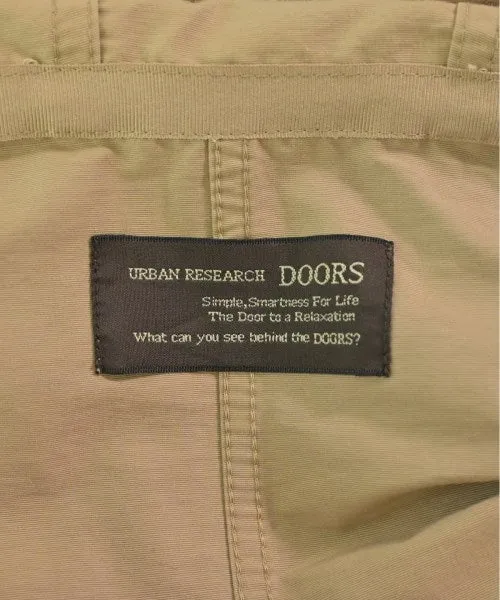 URBAN RESEARCH DOORS
Simple,Smartness For Life
The Door to a Relaxation
What can you see behind the DOORS?